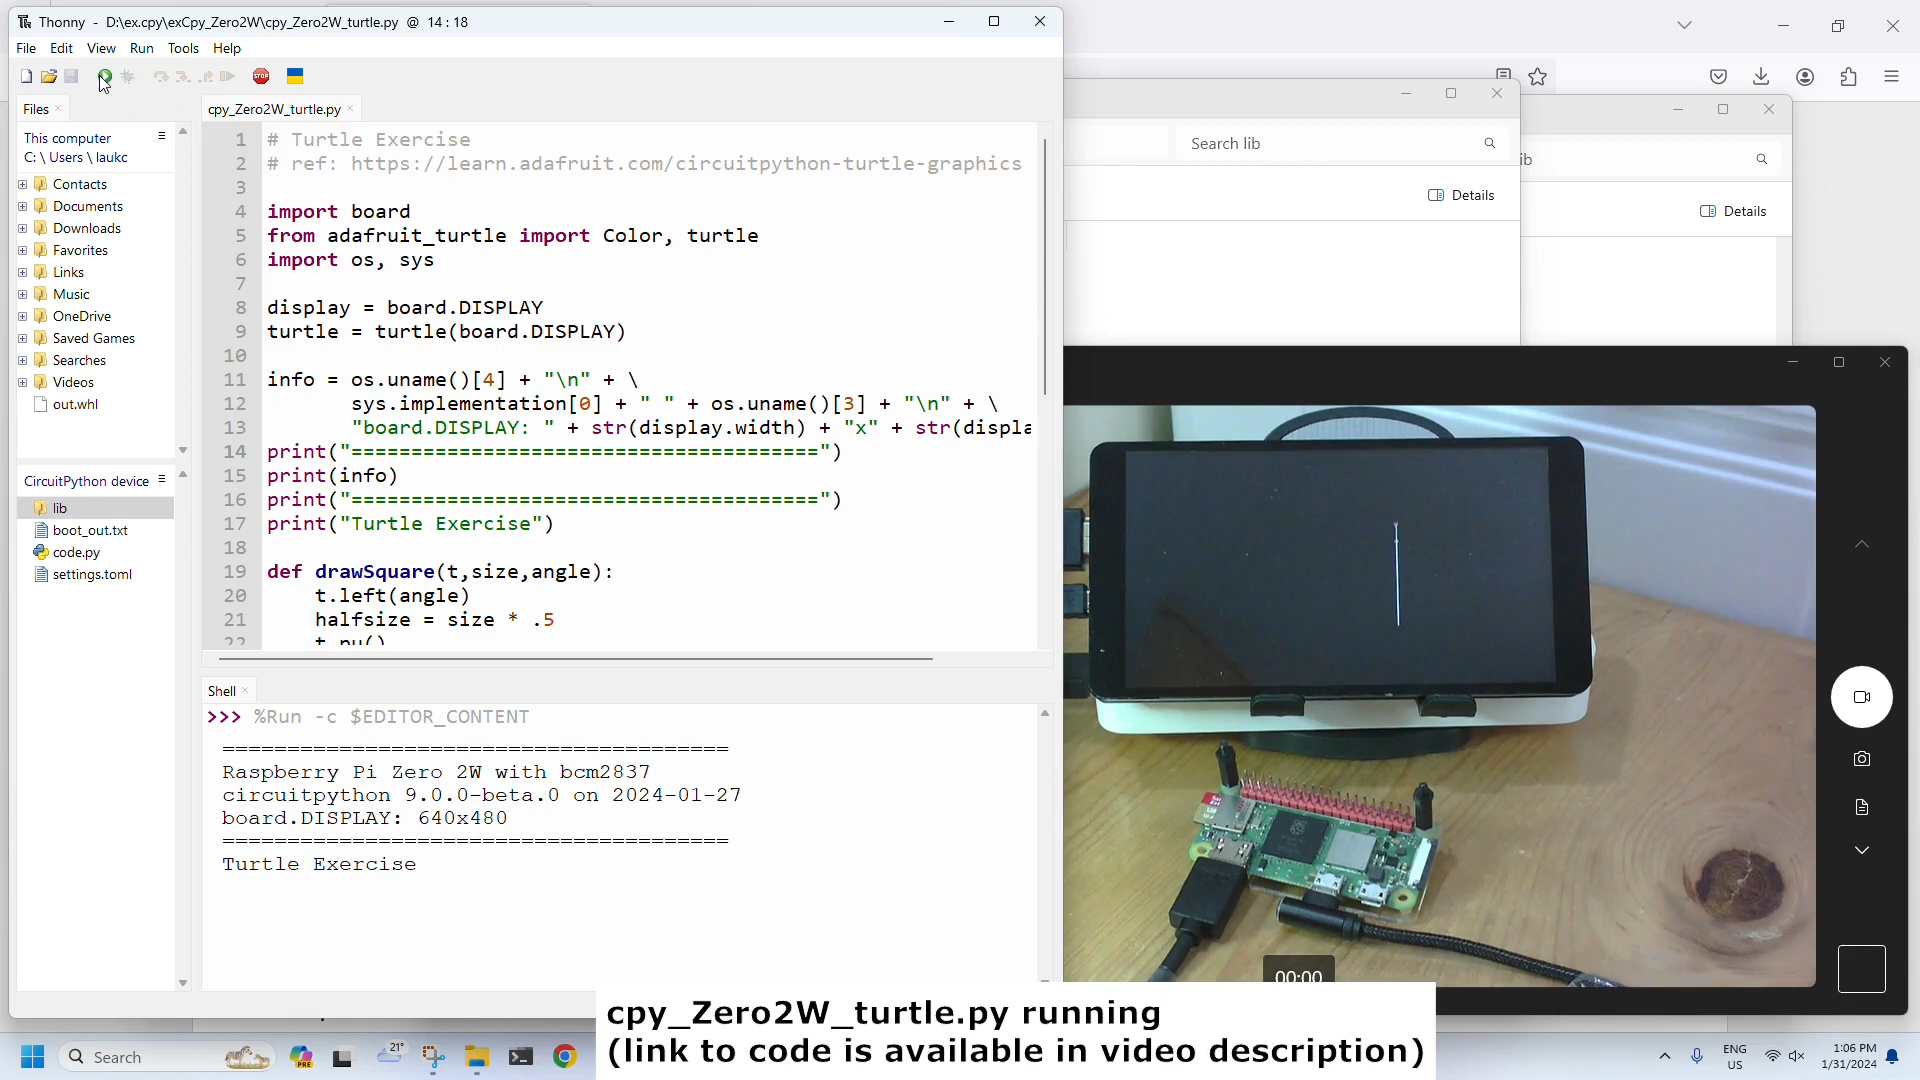 Thonny - D:\ex.cpy\exCpy_Zero2W\cpy_Zero2W_turtle.py @ 14 : 18
File Edit View Run Tools Help
STOP
Files
cpy_Zero2W_turtle.py
This computer
C: \ Users \ laukc
Contacts
Documents
Downloads
Favorites
Links
Music
OneDrive
Saved Games
Searches
Videos
out.whl
CircuitPython device
lib
boot_out.txt
code.py
settings.toml
1 # Turtle Exercise
2 # ref: https://learn.adafruit.com/circuitpython-turtle-graphics
3
4 import board
5 from adafruit_turtle import Color, turtle
6 import os, sys
7
8 display = board.DISPLAY
9 turtle = turtle(board.DISPLAY)
10
11 info = os.uname()[4] + "\n" + \
12 sys.implementation[0] + " " + os.uname()[3] + "\n" + \
13 "board.DISPLAY: " + str(display.width) + "x" + str(displa
14 print("=======================================")
15 print(info)
16 print("=======================================")
17 print("Turtle Exercise")
18
19 def drawSquare(t,size,angle):
20 t.left(angle)
21 halfsize = size * .5
22 t.pu()
Shell
>>> %Run -c $EDITOR_CONTENT
=======================================
Raspberry Pi Zero 2W with bcm2837
circuitpython 9.0.0-beta.0 on 2024-01-27
board.DISPLAY: 640x480
=======================================
Turtle Exercise
Search lib
Details
lib
Details
00:00
cpy_Zero2W_turtle.py running
(link to code is available in video description)
Search
PRE
21°
ENG
US
1:06 PM
1/31/2024